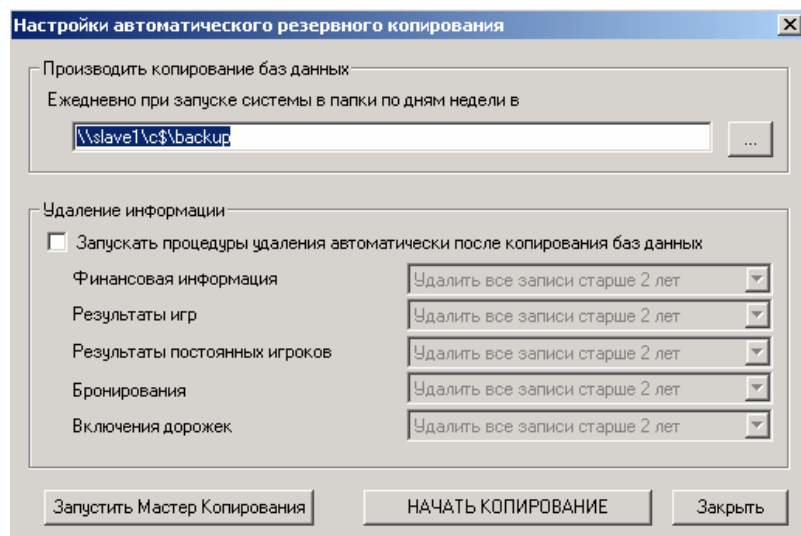 Настройки автоматического резервного копирования
Производить копирование баз данных
Ежедневно при запуске системы в папки по дням недели в
\\slave1\c$\backup
...
Удаление информации
Запускать процедуры удаления автоматически после копирования баз данных
Финансовая информация Удалить все записи старше 2 лет
Результаты игр Удалить все записи старше 2 лет
Результаты постоянных игроков Удалить все записи старше 2 лет
Бронирования Удалить все записи старше 2 лет
Включения дорожек Удалить все записи старше 2 лет
Запустить Мастер Копирования НАЧАТЬ КОПИРОВАНИЕ Закрыть